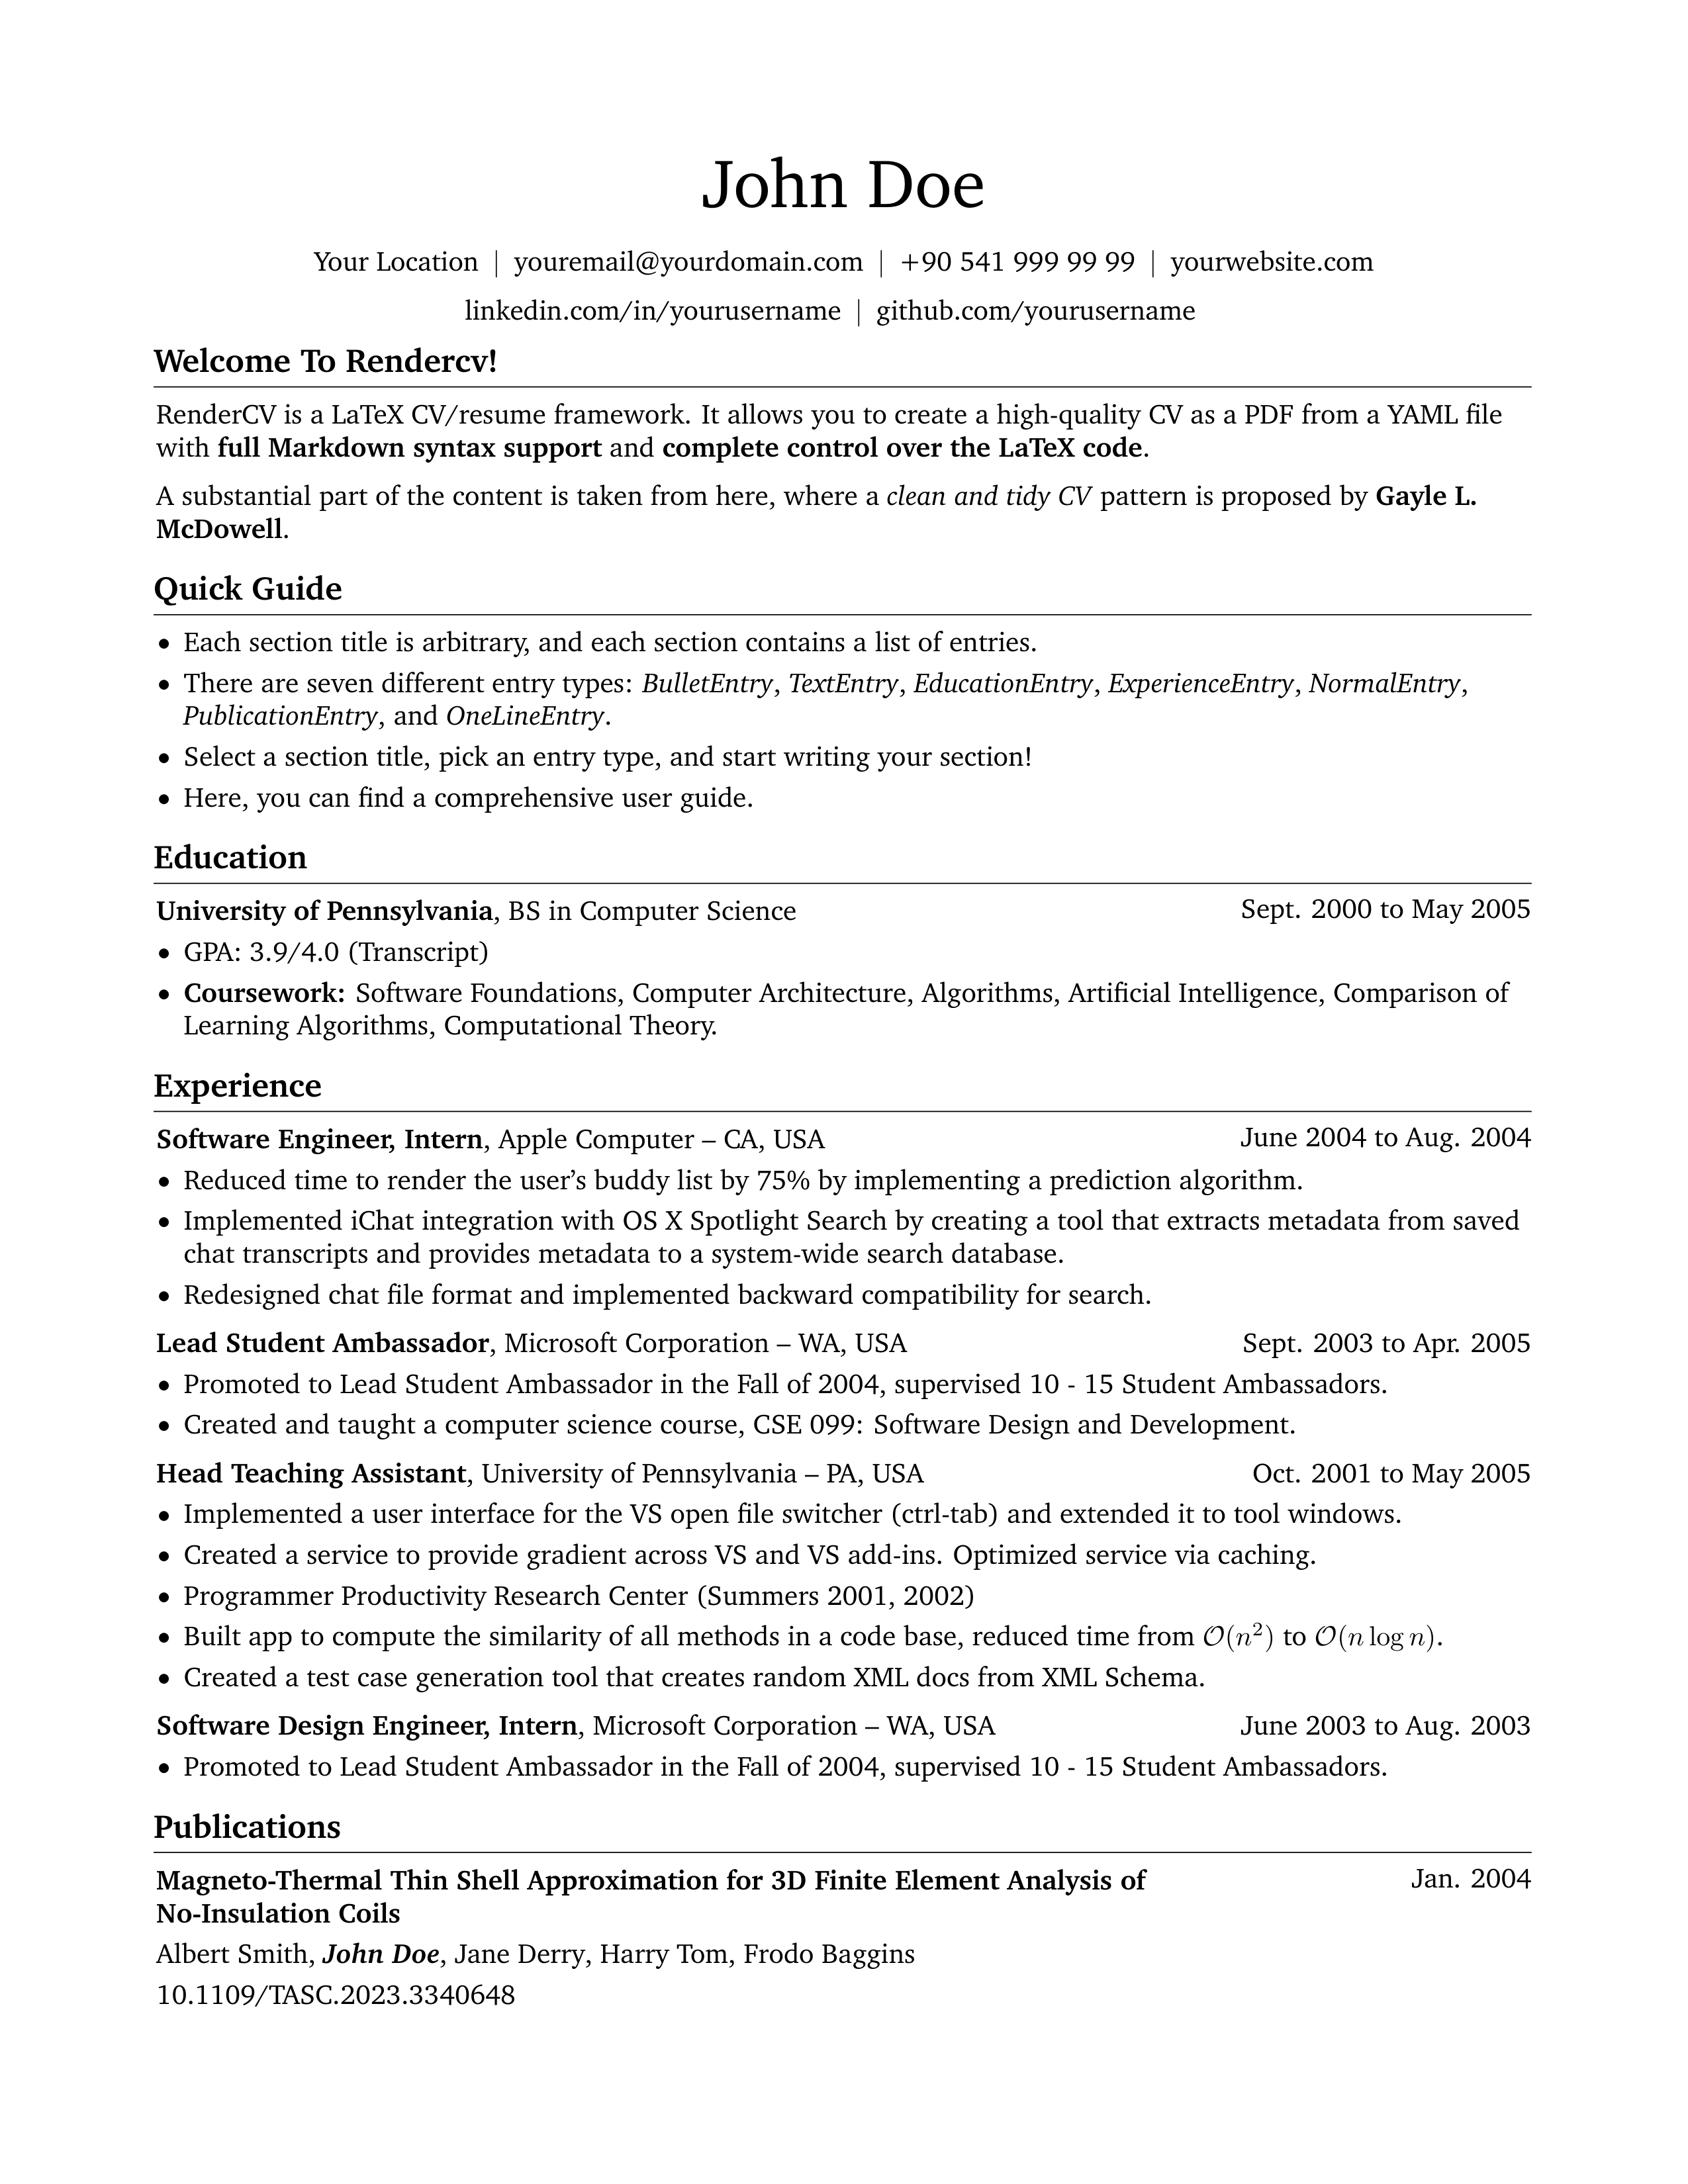 John Doe
Your Location | youremail@yourdomain.com | +90 541 999 99 99 | yourwebsite.com
linkedin.com/in/yourusername | github.com/yourusername
Welcome To Rendercv!
RenderCV is a LaTeX CV/resume framework. It allows you to create a high-quality CV as a PDF from a YAML file
with full Markdown syntax support and complete control over the LaTeX code.
A substantial part of the content is taken from here, where a clean and tidy CV pattern is proposed by Gayle L.
McDowell.
Quick Guide
• Each section title is arbitrary, and each section contains a list of entries.
• There are seven different entry types: BulletEntry, TextEntry, EducationEntry, ExperienceEntry, NormalEntry,
PublicationEntry, and OneLineEntry.
• Select a section title, pick an entry type, and start writing your section!
• Here, you can find a comprehensive user guide.
Education
University of Pennsylvania, BS in Computer Science Sept. 2000 to May 2005
• GPA: 3.9/4.0 (Transcript)
• Coursework: Software Foundations, Computer Architecture, Algorithms, Artificial Intelligence, Comparison of
Learning Algorithms, Computational Theory.
Experience
Software Engineer, Intern, Apple Computer – CA, USA June 2004 to Aug. 2004
• Reduced time to render the user’s buddy list by 75% by implementing a prediction algorithm.
• Implemented iChat integration with OS X Spotlight Search by creating a tool that extracts metadata from saved
chat transcripts and provides metadata to a system-wide search database.
• Redesigned chat file format and implemented backward compatibility for search.
Lead Student Ambassador, Microsoft Corporation – WA, USA Sept. 2003 to Apr. 2005
• Promoted to Lead Student Ambassador in the Fall of 2004, supervised 10 - 15 Student Ambassadors.
• Created and taught a computer science course, CSE 099: Software Design and Development.
Head Teaching Assistant, University of Pennsylvania – PA, USA Oct. 2001 to May 2005
• Implemented a user interface for the VS open file switcher (ctrl-tab) and extended it to tool windows.
• Created a service to provide gradient across VS and VS add-ins. Optimized service via caching.
• Programmer Productivity Research Center (Summers 2001, 2002)
• Built app to compute the similarity of all methods in a code base, reduced time from 𝒪(n²) to 𝒪(n log n).
• Created a test case generation tool that creates random XML docs from XML Schema.
Software Design Engineer, Intern, Microsoft Corporation – WA, USA June 2003 to Aug. 2003
• Promoted to Lead Student Ambassador in the Fall of 2004, supervised 10 - 15 Student Ambassadors.
Publications
Magneto-Thermal Thin Shell Approximation for 3D Finite Element Analysis of Jan. 2004
No-Insulation Coils
Albert Smith, John Doe, Jane Derry, Harry Tom, Frodo Baggins
10.1109/TASC.2023.3340648